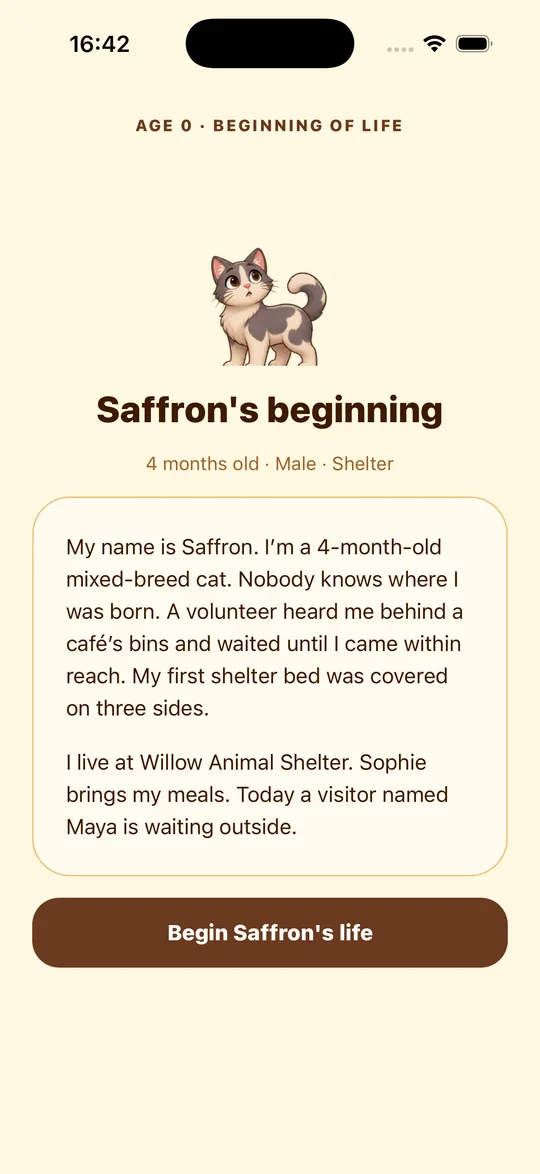 16:42
AGE 0 · BEGINNING OF LIFE
Saffron's beginning
4 months old · Male · Shelter
My name is Saffron. I’m a 4-month-old
mixed-breed cat. Nobody knows where I
was born. A volunteer heard me behind a
café’s bins and waited until I came within
reach. My first shelter bed was covered
on three sides.
I live at Willow Animal Shelter. Sophie
brings my meals. Today a visitor named
Maya is waiting outside.
Begin Saffron's life